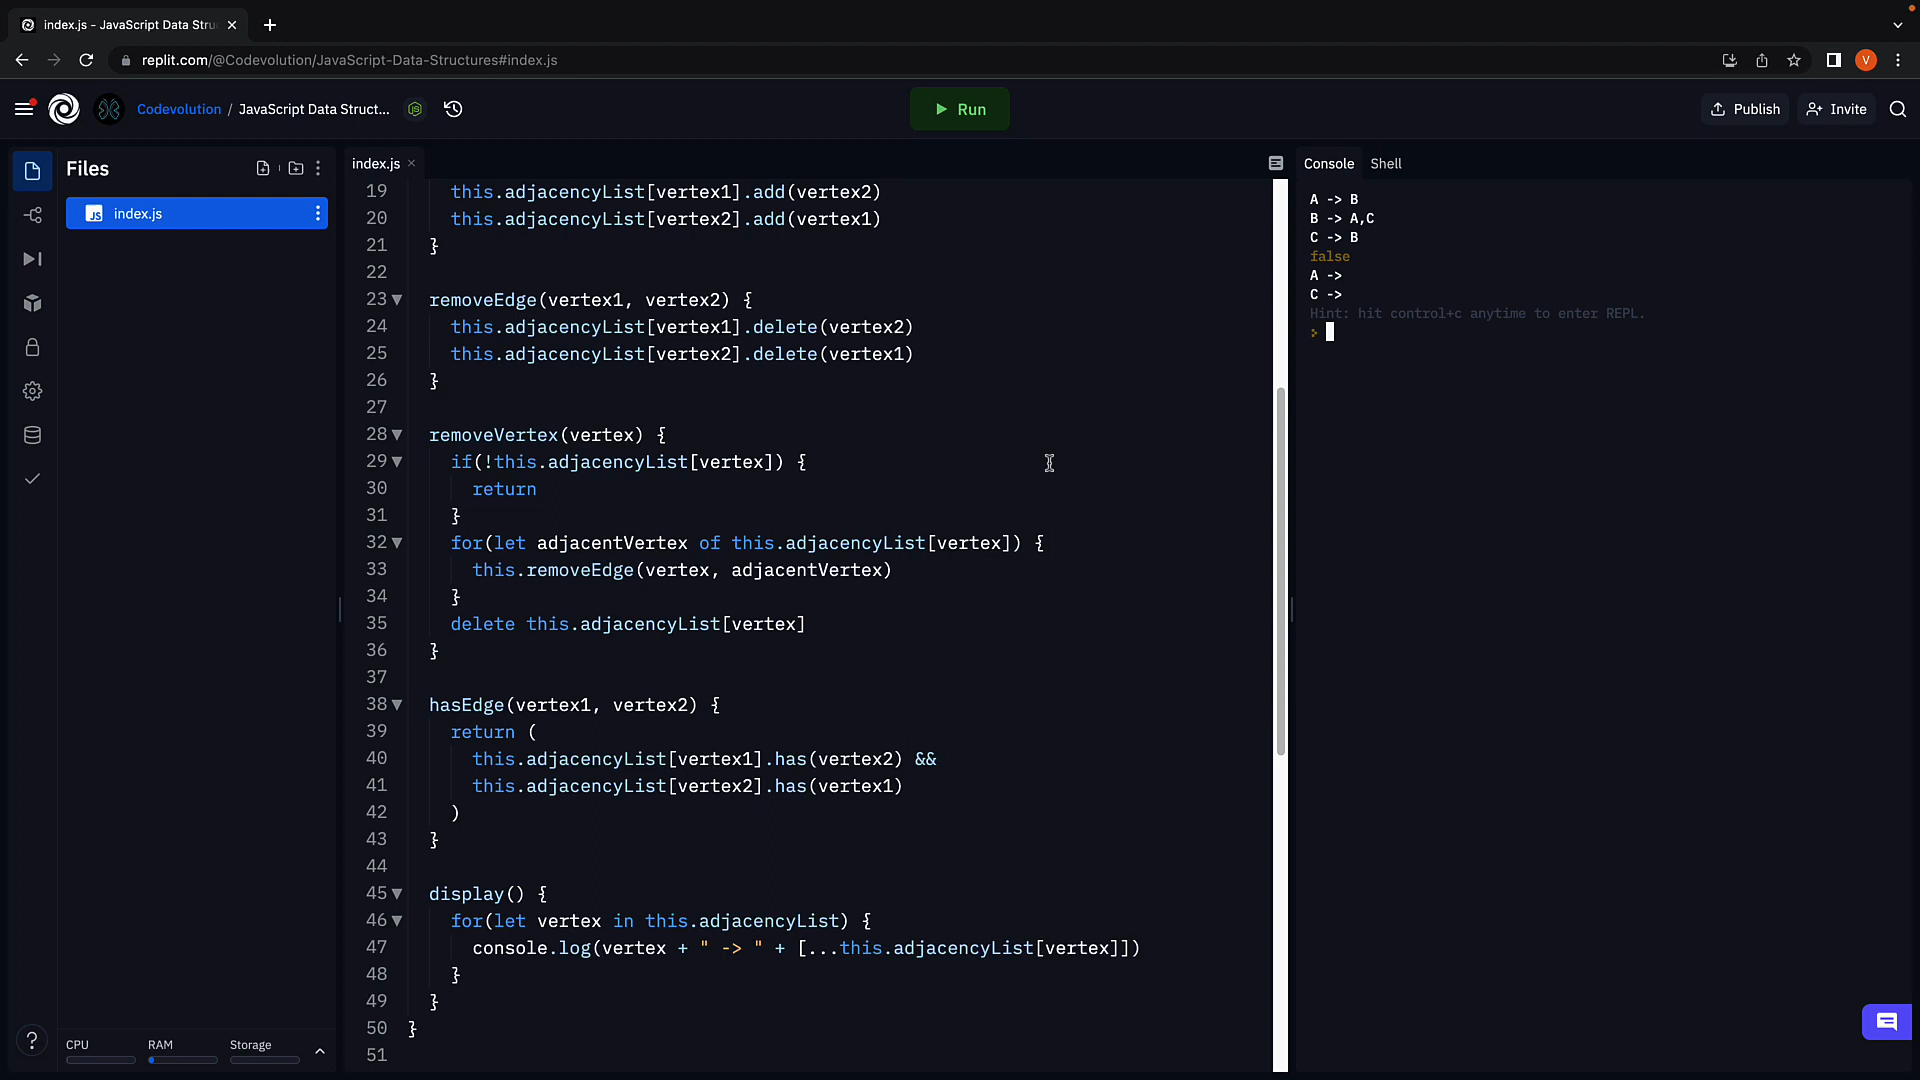 index.js - JavaScript Data Stru
replit.com/@Codevolution/JavaScript-Data-Structures#index.js
V
Codevolution / JavaScript Data Struct...
Run
Publish
Invite
Files
JS index.js
index.js
19 this.adjacencyList[vertex1].add(vertex2)
20 this.adjacencyList[vertex2].add(vertex1)
21 }
22
23 removeEdge(vertex1, vertex2) {
24 this.adjacencyList[vertex1].delete(vertex2)
25 this.adjacencyList[vertex2].delete(vertex1)
26 }
27
28 removeVertex(vertex) {
29 if(!this.adjacencyList[vertex]) {
30 return
31 }
32 for(let adjacentVertex of this.adjacencyList[vertex]) {
33 this.removeEdge(vertex, adjacentVertex)
34 }
35 delete this.adjacencyList[vertex]
36 }
37
38 hasEdge(vertex1, vertex2) {
39 return (
40 this.adjacencyList[vertex1].has(vertex2) &&
41 this.adjacencyList[vertex2].has(vertex1)
42 )
43 }
44
45 display() {
46 for(let vertex in this.adjacencyList) {
47 console.log(vertex + " -> " + [...this.adjacencyList[vertex]])
48 }
49 }
50 }
51
Console Shell
A -> B
B -> A,C
C -> B
false
A ->
C ->
Hint: hit control+c anytime to enter REPL.
CPU RAM Storage